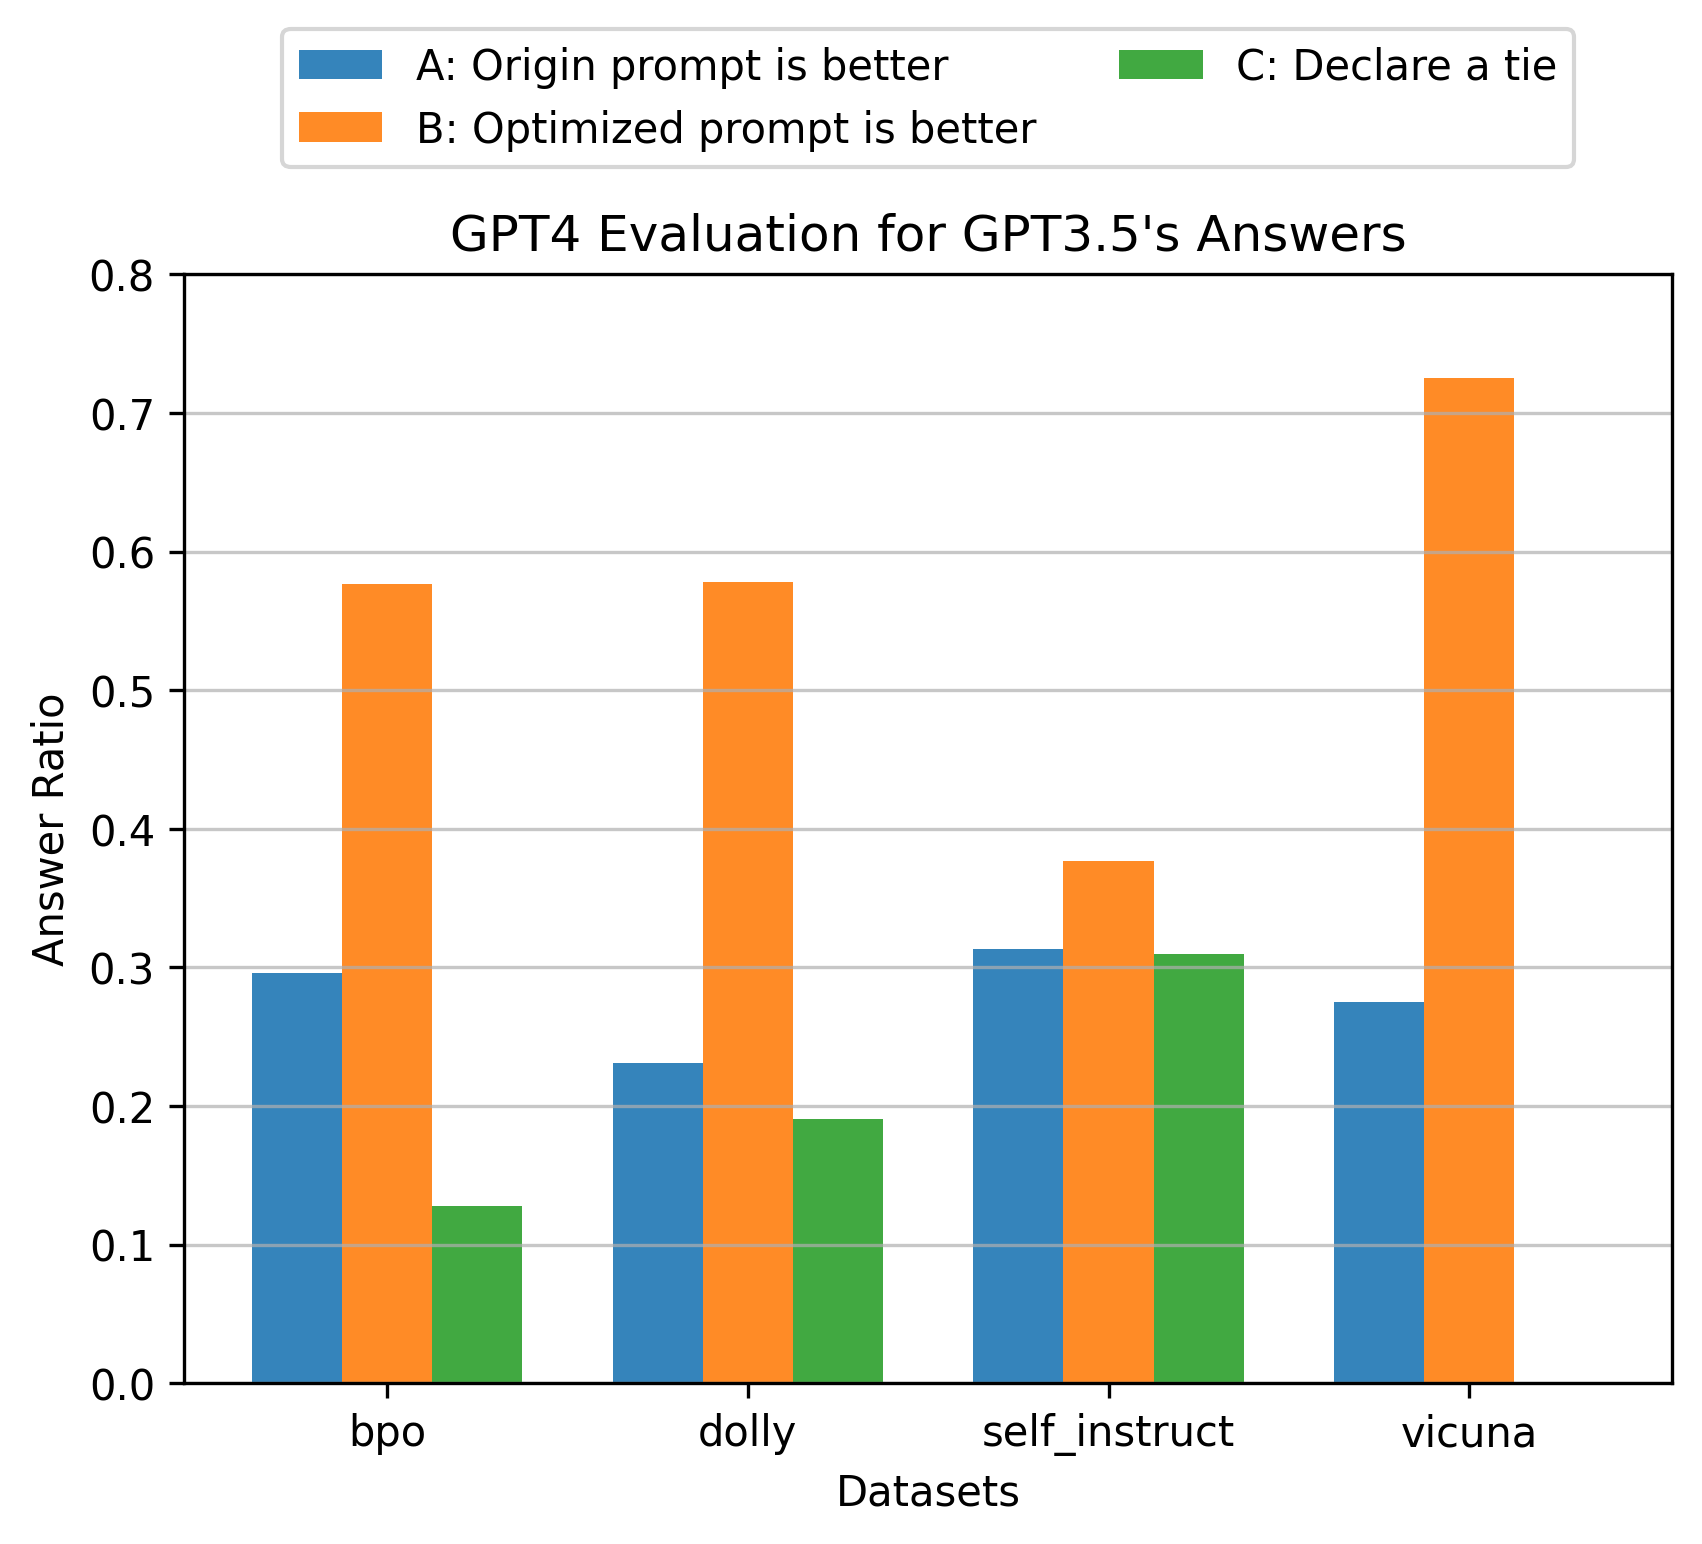 A: Origin prompt is better
B: Optimized prompt is better
C: Declare a tie
GPT4 Evaluation for GPT3.5's Answers
0.8
0.7
0.6
0.5
0.4
0.3
0.2
0.1
0.0
Answer Ratio
bpo dolly self_instruct vicuna
Datasets